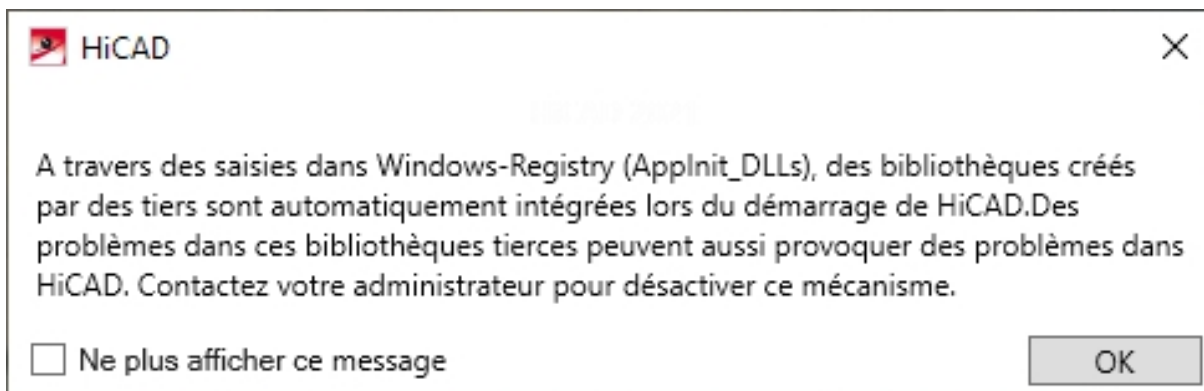 HiCAD
A travers des saisies dans Windows-Registry (AppInit_DLLs), des bibliothèques créés
par des tiers sont automatiquement intégrées lors du démarrage de HiCAD.Des
problèmes dans ces bibliothèques tierces peuvent aussi provoquer des problèmes dans
HiCAD. Contactez votre administrateur pour désactiver ce mécanisme.
Ne plus afficher ce message
OK